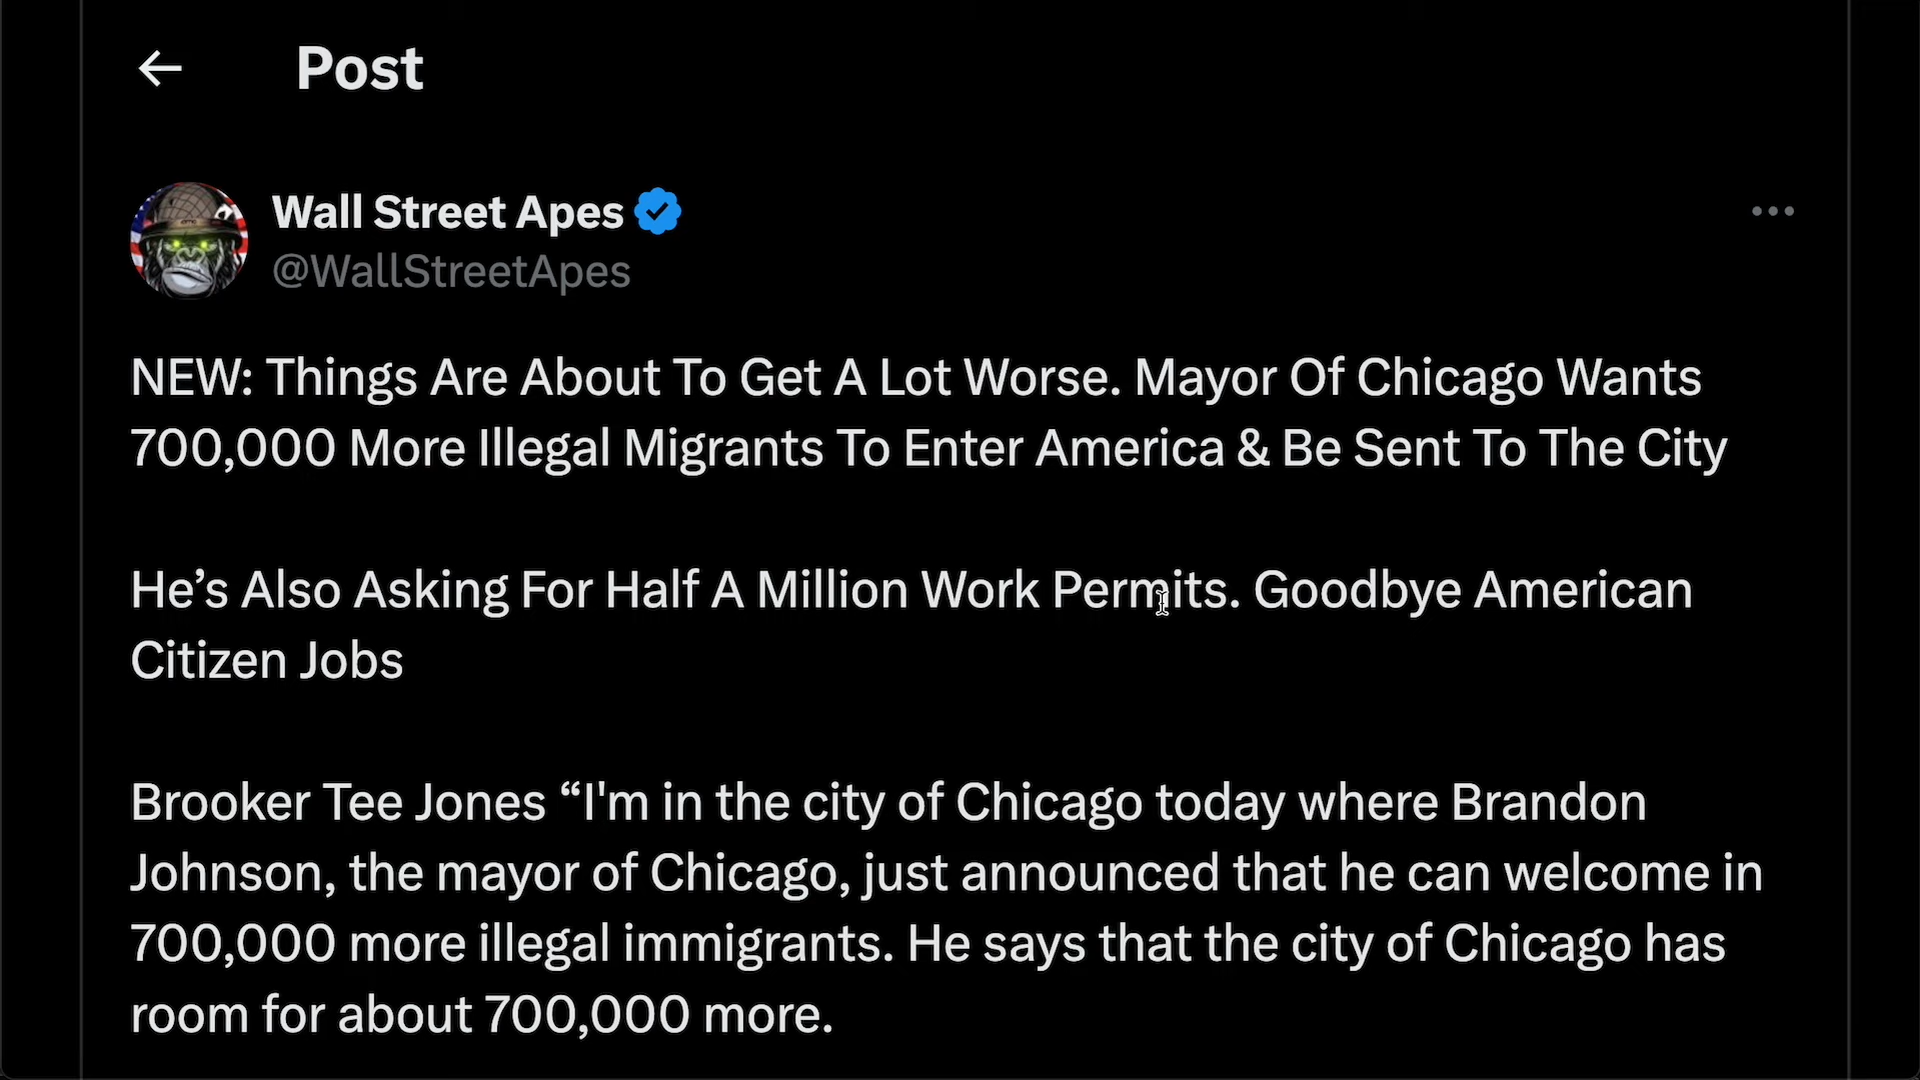 Post
Wall Street Apes
@WallStreetApes
NEW: Things Are About To Get A Lot Worse. Mayor Of Chicago Wants
700,000 More Illegal Migrants To Enter America & Be Sent To The City
He’s Also Asking For Half A Million Work Permits. Goodbye American
Citizen Jobs
Brooker Tee Jones “I'm in the city of Chicago today where Brandon
Johnson, the mayor of Chicago, just announced that he can welcome in
700,000 more illegal immigrants. He says that the city of Chicago has
room for about 700,000 more.